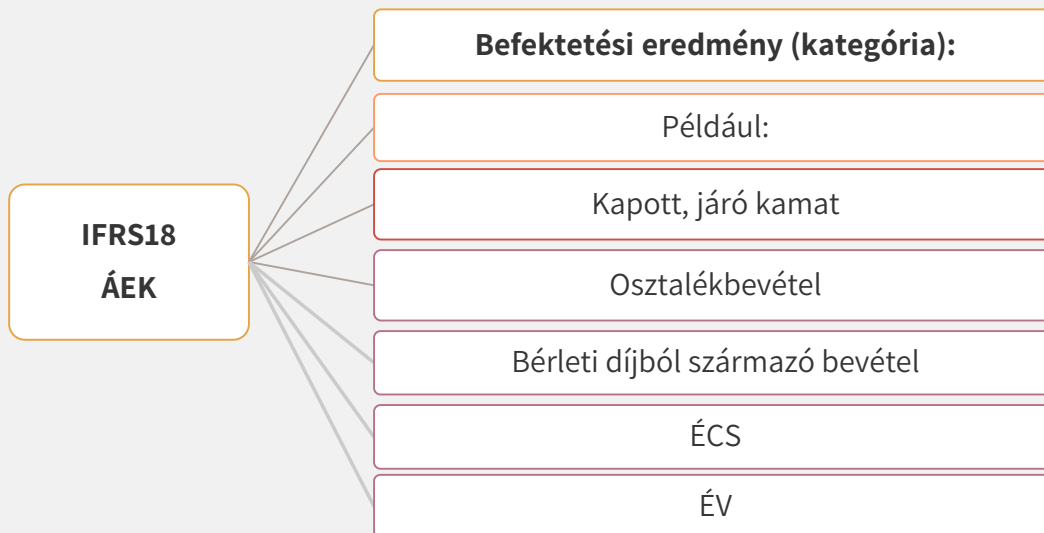 IFRS18
ÁEK
Befektetési eredmény (kategória):
Például:
Kapott, járó kamat
Osztalékbevétel
Bérleti díjból származó bevétel
ÉCS
ÉV